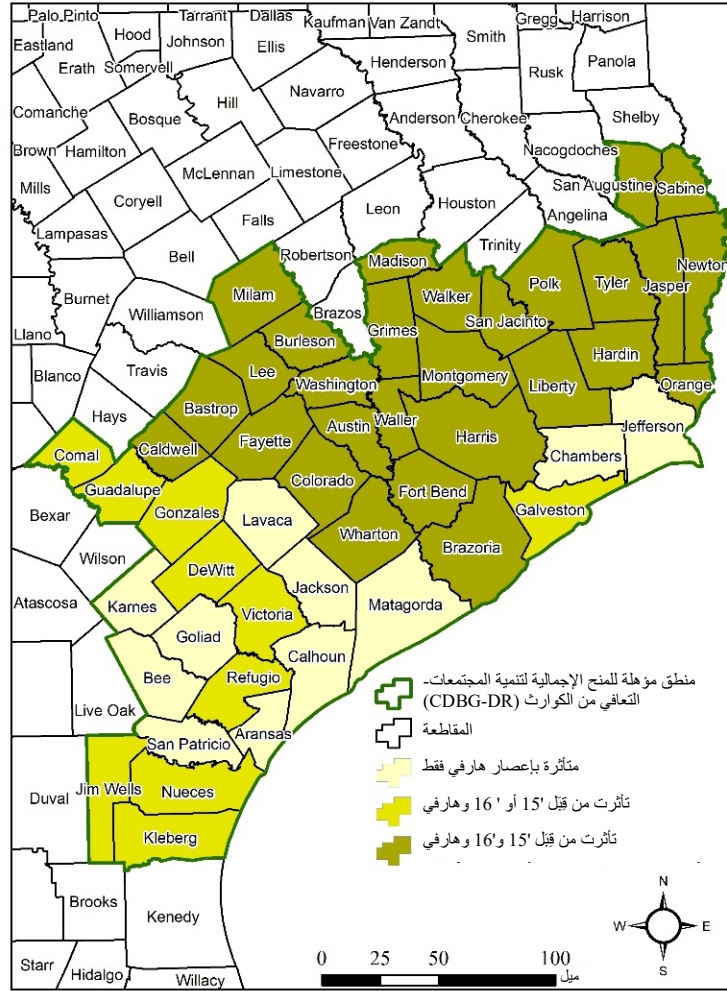 Palo Pinto
Tarrant
Dallas
Kaufman
Van Zandt
Gregg
Harrison
Hood
Johnson
Ellis
Smith
Eastland
Erath
Somervell
Henderson
Rusk
Panola
Comanche
Bosque
Hill
Navarro
Anderson
Cherokee
Shelby
Brown
Hamilton
McLennan
Limestone
Freestone
Nacogdoches
Mills
Coryell
Falls
Leon
Houston
San Augustine
Sabine
Angelina
Lampasas
Bell
Robertson
Trinity
Madison
Burnet
Williamson
Milam
Brazos
Walker
Polk
Tyler
Jasper
Newton
Llano
Travis
Burleson
Grimes
San Jacinto
Blanco
Lee
Washington
Montgomery
Liberty
Hardin
Hays
Bastrop
Austin
Waller
Orange
Caldwell
Fayette
Harris
Jefferson
Comal
Guadalupe
Colorado
Chambers
Bexar
Gonzales
Lavaca
Fort Bend
Galveston
Wilson
Wharton
Brazoria
DeWitt
Atascosa
Karnes
Victoria
Jackson
Matagorda
Goliad
Calhoun
Bee
Refugio
Live Oak
Aransas
San Patricio
Duval
Jim Wells
Nueces
Kleberg
Brooks
Kenedy
Starr
Hidalgo
Willacy
منطق مؤهلة للمنح الإجمالية لتنمية المجتمعات-
التعافي من الكوارث (CDBG-DR)
المقاطعة
متأثرة بإعصار هارفي فقط
تأثرت من قِبَل '15 أو ' 16 وهارفي
تأثرت من قِبَل '15 و'16 وهارفي
N
W
E
S
0 25 50 100
ميل